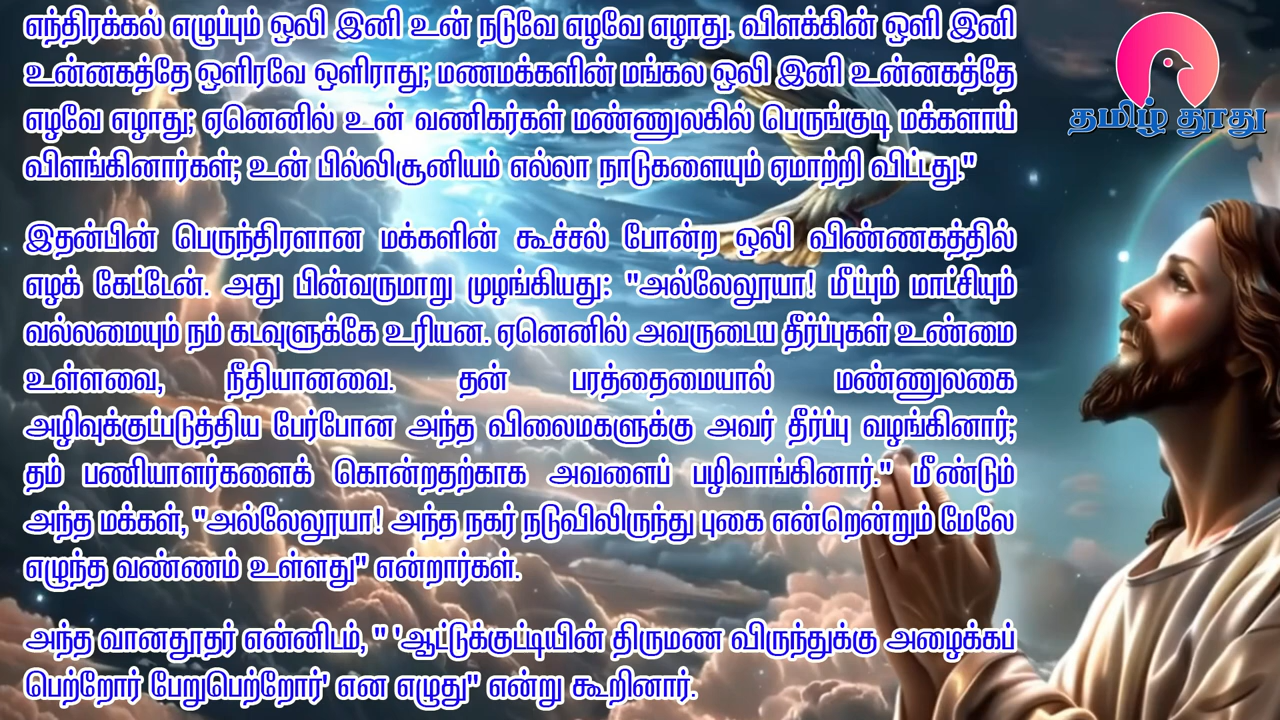 எந்திரக்கல் எழுப்பும் ஒலி இனி உன் நடுவே எழவே எழாது. விளக்கின் ஒளி இனி
உன்னகத்தே ஒளிரவே ஒளிராது; மணமக்களின் மங்கல ஒலி இனி உன்னகத்தே
எழவே எழாது; ஏனெனில் உன் வணிகர்கள் மண்ணுலகில் பெருங்குடி மக்களாய்
விளங்கினார்கள்; உன் பில்லிசூனியம் எல்லா நாடுகளையும் ஏமாற்றி விட்டது."
இதன்பின் பெருந்திரளான மக்களின் கூச்சல் போன்ற ஒலி விண்ணகத்தில்
எழக் கேட்டேன். அது பின்வருமாறு முழங்கியது: "அல்லேலூயா! மீட்பும் மாட்சியும்
வல்லமையும் நம் கடவுளுக்கே உரியன. ஏனெனில் அவருடைய தீர்ப்புகள் உண்மை
உள்ளவை, நீதியானவை. தன் பரத்தைமையால் மண்ணுலகை
அழிவுக்குட்படுத்திய பேர்போன அந்த விலைமகளுக்கு அவர் தீர்ப்பு வழங்கினார்;
தம் பணியாளர்களைக் கொன்றதற்காக அவளைப் பழிவாங்கினார்." மீண்டும்
அந்த மக்கள், "அல்லேலூயா! அந்த நகர் நடுவிலிருந்து புகை என்றென்றும் மேலே
எழுந்த வண்ணம் உள்ளது" என்றார்கள்.
அந்த வானதூதர் என்னிடம், " 'ஆட்டுக்குட்டியின் திருமண விருந்துக்கு அழைக்கப்
பெற்றோர் பேறுபெற்றோர்' என எழுது" என்று கூறினார்.
தமிழ் தூது